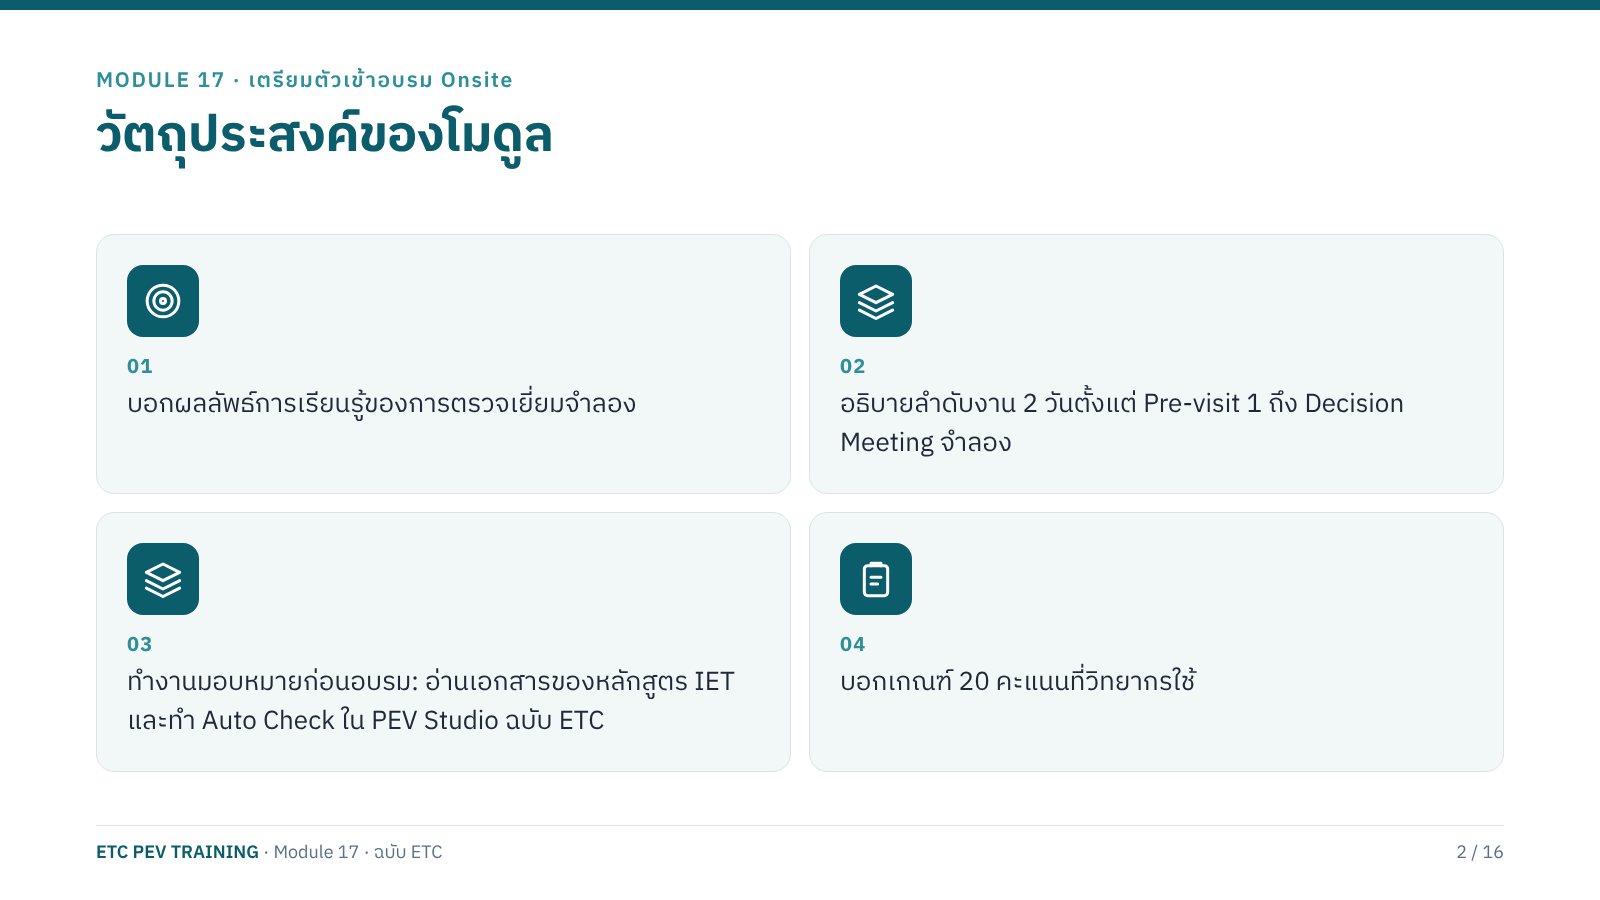 MODULE 17 · เตรียมตัวเข้าอบรม Onsite
วัตถุประสงค์ของโมดูล
01
บอกผลลัพธ์การเรียนรู้ของการตรวจเยี่ยมจำลอง
02
อธิบายลำดับงาน 2 วันตั้งแต่ Pre-visit 1 ถึง Decision
Meeting จำลอง
03
ทำงานมอบหมายก่อนอบรม: อ่านเอกสารของหลักสูตร IET
และทำ Auto Check ใน PEV Studio ฉบับ ETC
04
บอกเกณฑ์ 20 คะแนนที่วิทยากรใช้
ETC PEV TRAINING · Module 17 · ฉบับ ETC
2 / 16